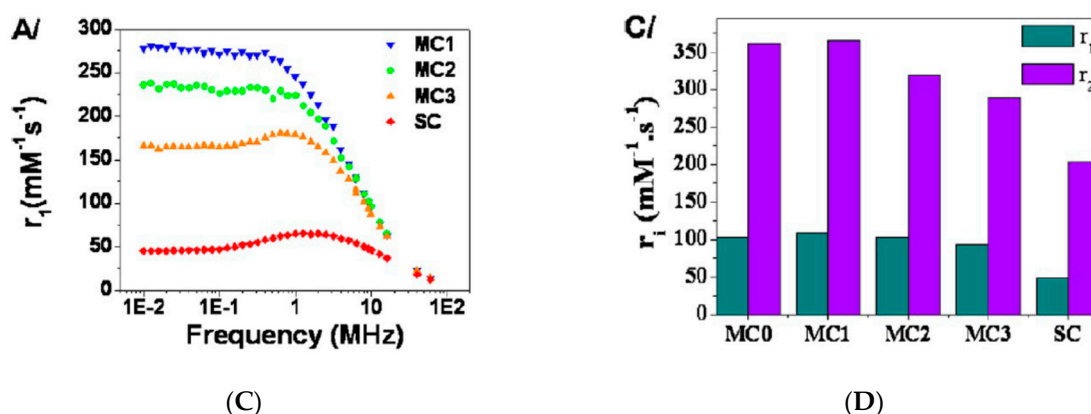 A/
r1(mM-1s-1)
300
250
200
150
100
50
0
MC1
MC2
MC3
SC
1E-2 1E-1 1 10 1E2
Frequency (MHz)
(C)
C/
ri (mM-1.s-1)
350
300
250
200
150
100
50
0
r
r2
MC0 MC1 MC2 MC3 SC
(D)